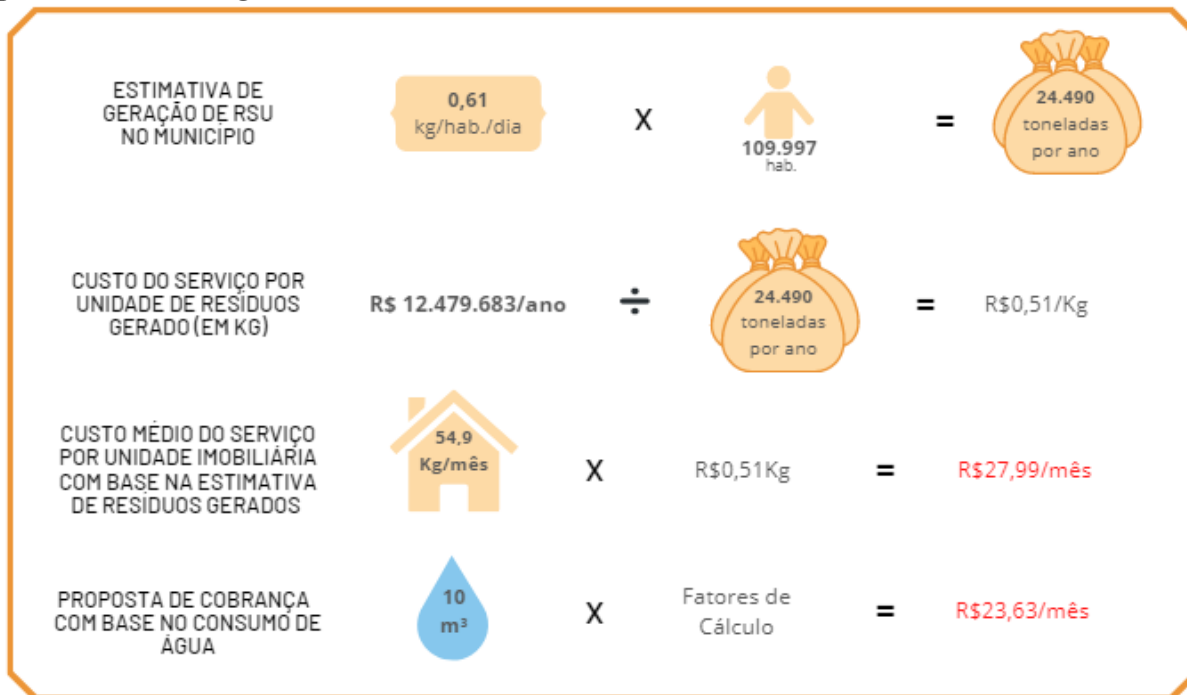 ESTIMATIVA DE
GERAÇÃO DE RSU
NO MUNICÍPIO
0,61
kg/hab./dia
X
109.997
hab.
=
24.490
toneladas
por ano
CUSTO DO SERVIÇO POR
UNIDADE DE RESÍDUOS
GERADO (EM KG)
R$ 12.479.683/ano
÷
24.490
toneladas
por ano
=
R$0,51/Kg
CUSTO MÉDIO DO SERVIÇO
POR UNIDADE IMOBILIÁRIA
COM BASE NA ESTIMATIVA
DE RESÍDUOS GERADOS
54,9
Kg/mês
X
R$0,51Kg
=
R$27,99/mês
PROPOSTA DE COBRANÇA
COM BASE NO CONSUMO DE
ÁGUA
10
m³
X
Fatores de
Cálculo
=
R$23,63/mês